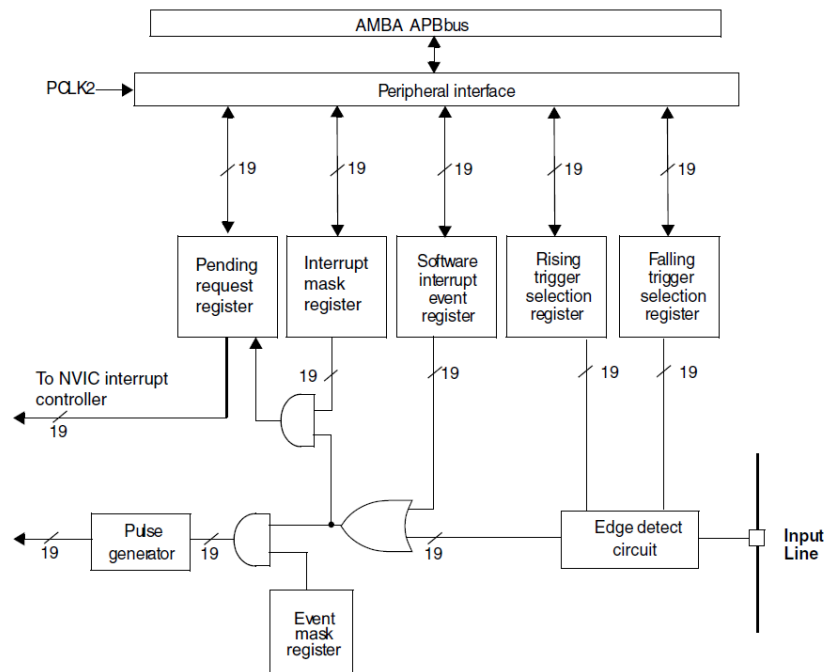 AMBA APB bus
PCLK2
Peripheral interface
19
19
19
19
19
Pending
request
register
Interrupt
mask
register
Software
interrupt
event
register
Rising
trigger
selection
register
Falling
trigger
selection
register
To NVIC interrupt
controller
19
19
19
19
19
Pulse
generator
19
19
19
Edge detect
circuit
Input
Line
Event
mask
register